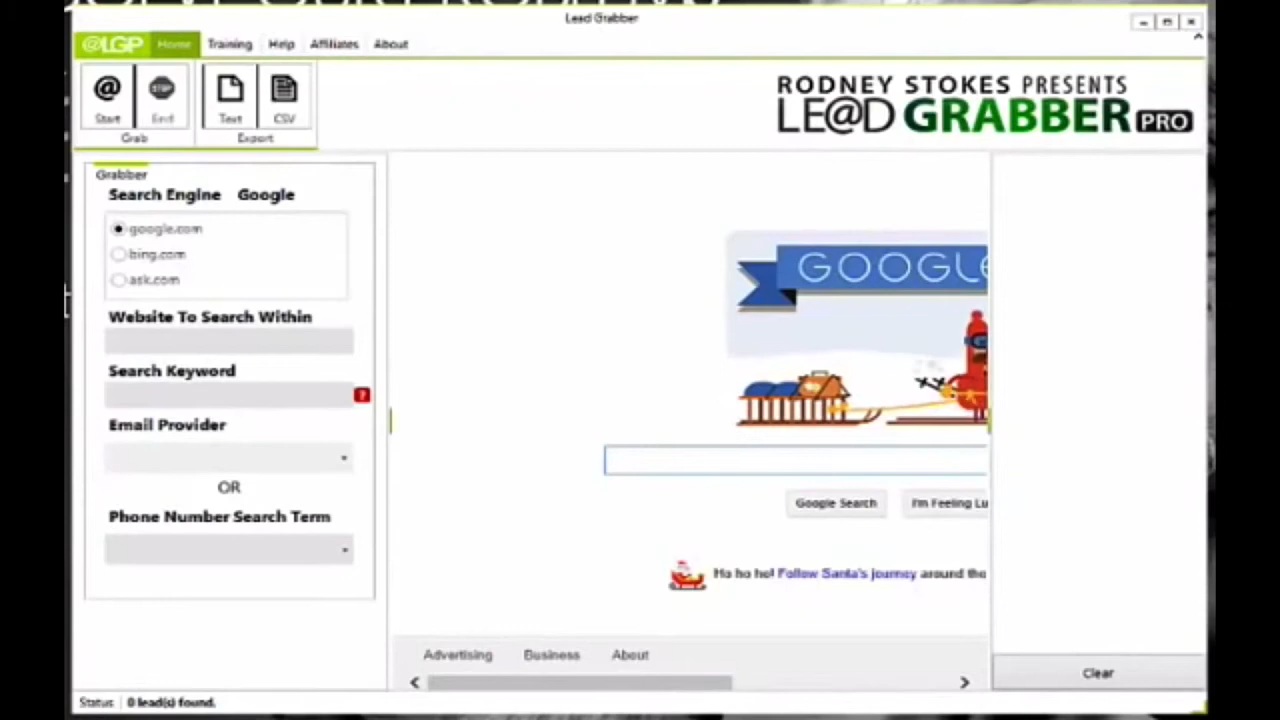 Lead Grabber
@LGP Home Training Help Affiliates About
Start End Text CSV
Grab Export
RODNEY STOKES PRESENTS
LE@D GRABBER PRO
Grabber
Search Engine Google
google.com
bing.com
ask.com
Website To Search Within
Search Keyword
?
Email Provider
OR
Phone Number Search Term
GOOGLE
Google Search I'm Feeling Lu
Ho ho ho! Follow Santa's journey around the
Advertising Business About
Clear
Status 0 lead(s) found.